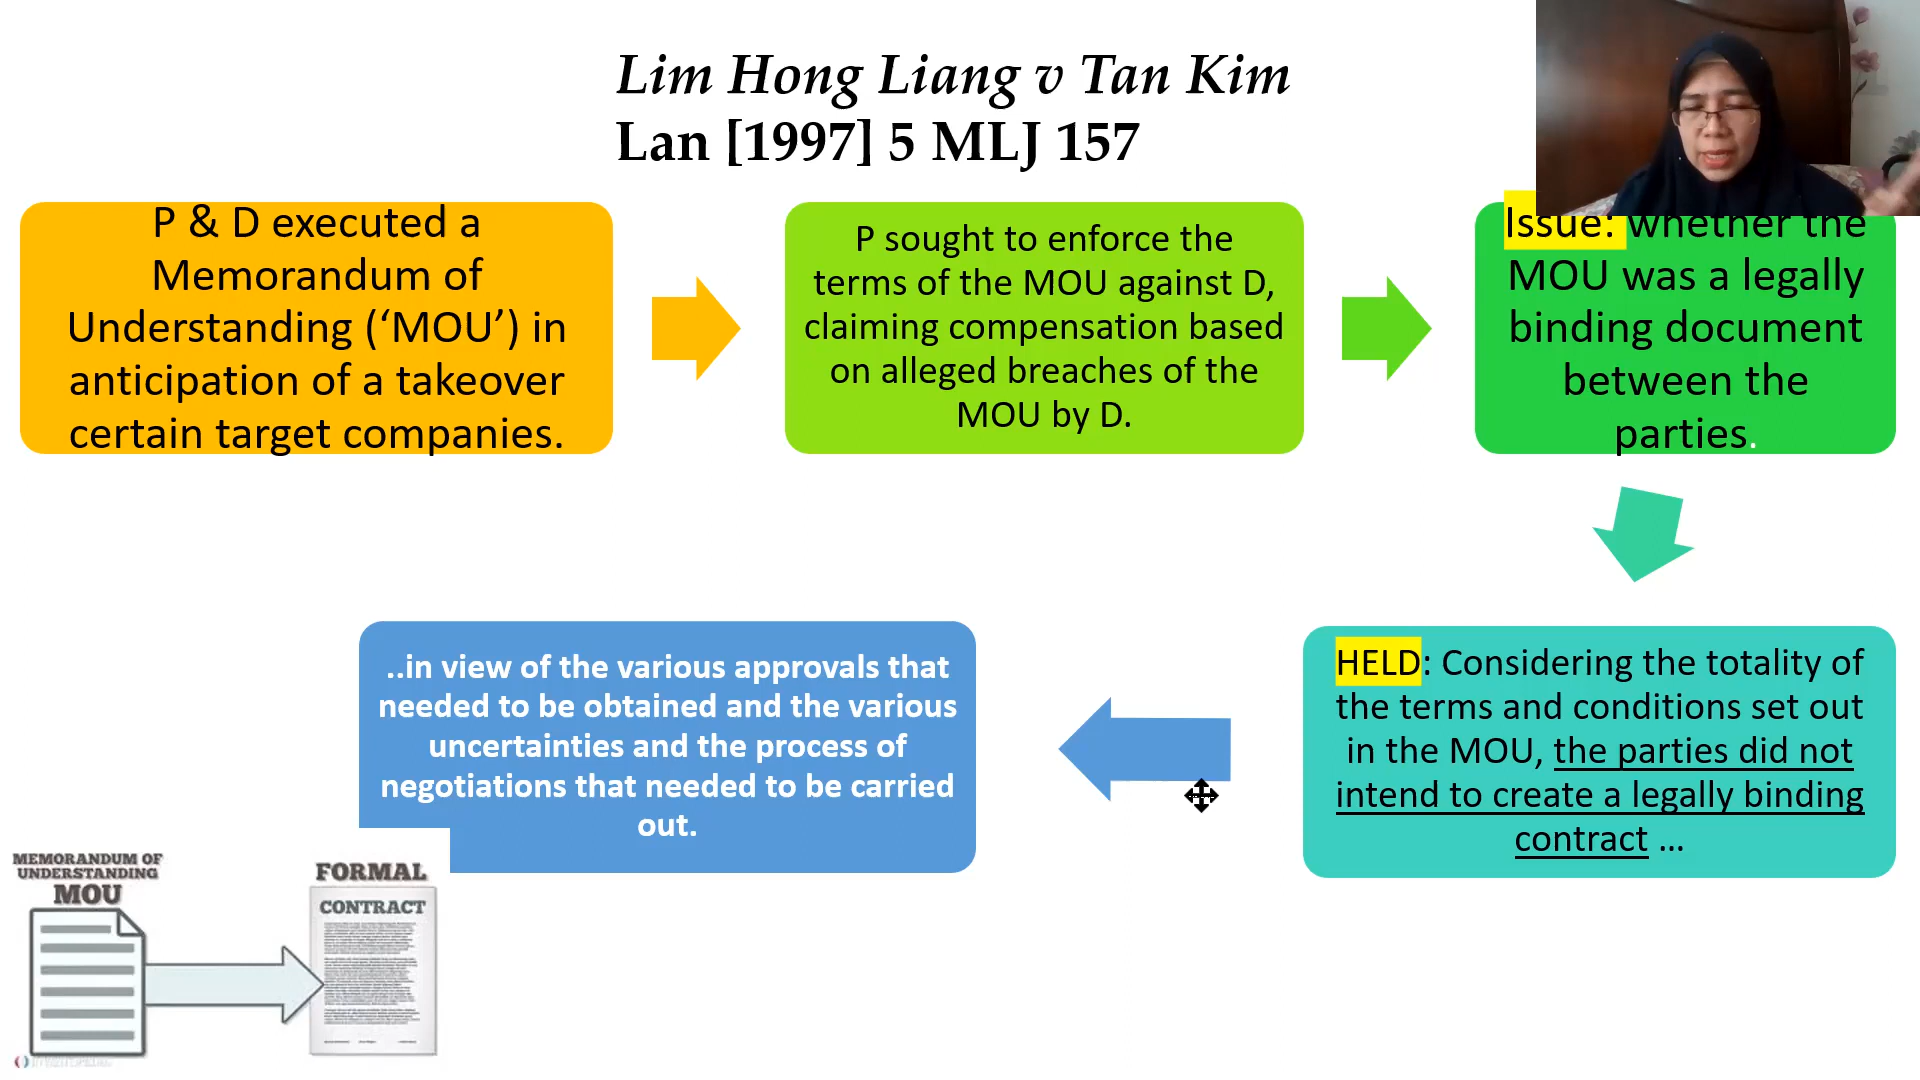 Lim Hong Liang v Tan Kim
Lan [1997] 5 MLJ 157
P & D executed a
Memorandum of
Understanding (‘MOU’) in
anticipation of a takeover
certain target companies.
P sought to enforce the
terms of the MOU against D,
claiming compensation based
on alleged breaches of the
MOU by D.
Issue: whether the
MOU was a legally
binding document
between the
parties.
HELD: Considering the totality of
the terms and conditions set out
in the MOU, the parties did not
intend to create a legally binding
contract ...
..in view of the various approvals that
needed to be obtained and the various
uncertainties and the process of
negotiations that needed to be carried
out.
MEMORANDUM OF
UNDERSTANDING
MOU
FORMAL
CONTRACT